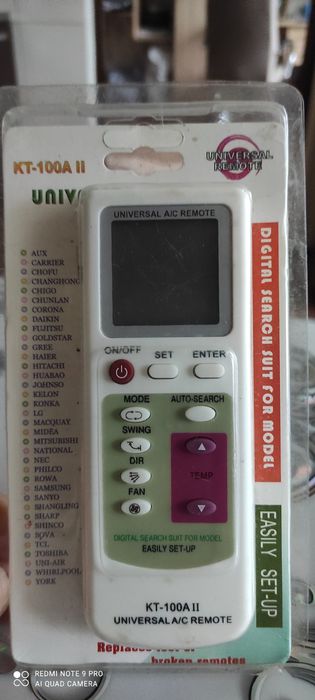 KT-100A II
UNIVERSAL
REMOTE
UNIV
UNIVERSAL A/C REMOTE
AUX
CARRIER
CHOFU
CHANGHONG
CHIGO
CHUNLAN
CORONA
DAIKIN
FUJITSU
GOLDSTAR
GREE
HAIER
HITACHI
HUABAO
JOHNSO
KELON
KONKA
LG
MACQUAY
MIDEA
MITSUBISHI
NATIONAL
NEC
PHILCO
ROWA
SAMSUNG
SANYO
SHANGLING
SHARP
SHINCO
SOVA
TCL
TOSHIBA
UNI-AIR
WHIRLPOOL
YORK
ON/OFF
SET
ENTER
MODE
AUTO-SEARCH
SWING
DIR
TEMP
FAN
DIGITAL SEARCH SUIT FOR MODEL
EASILY SET-UP
KT-100A II
UNIVERSAL A/C REMOTE
DIGITAL SEARCH SUIT FOR MODEL
EASILY SET-UP
Replaces lost or
broken remotes
REDMI NOTE 9 PRO
AI QUAD CAMERA